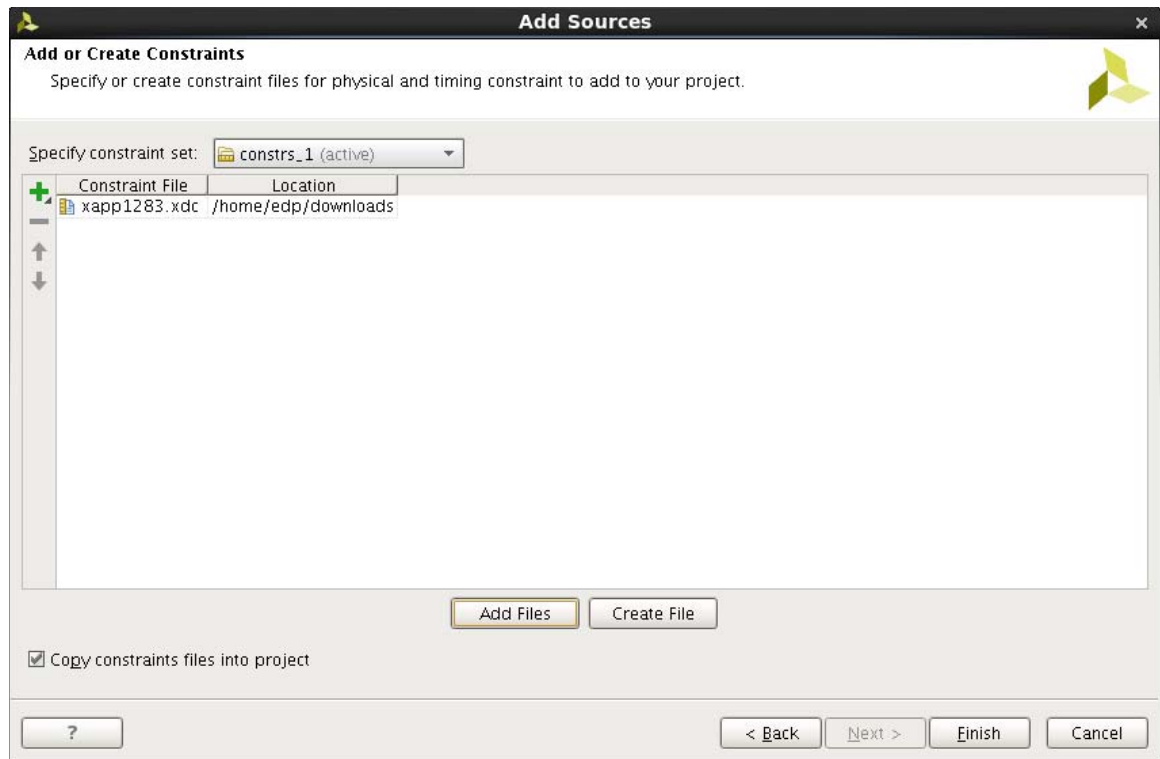 Add Sources
Add or Create Constraints
Specify or create constraint files for physical and timing constraint to add to your project.
Specify constraint set: constrs_1 (active)
Constraint File Location
xapp1283.xdc /home/edp/downloads
Add Files Create File
Copy constraints files into project
? < Back Next > Finish Cancel